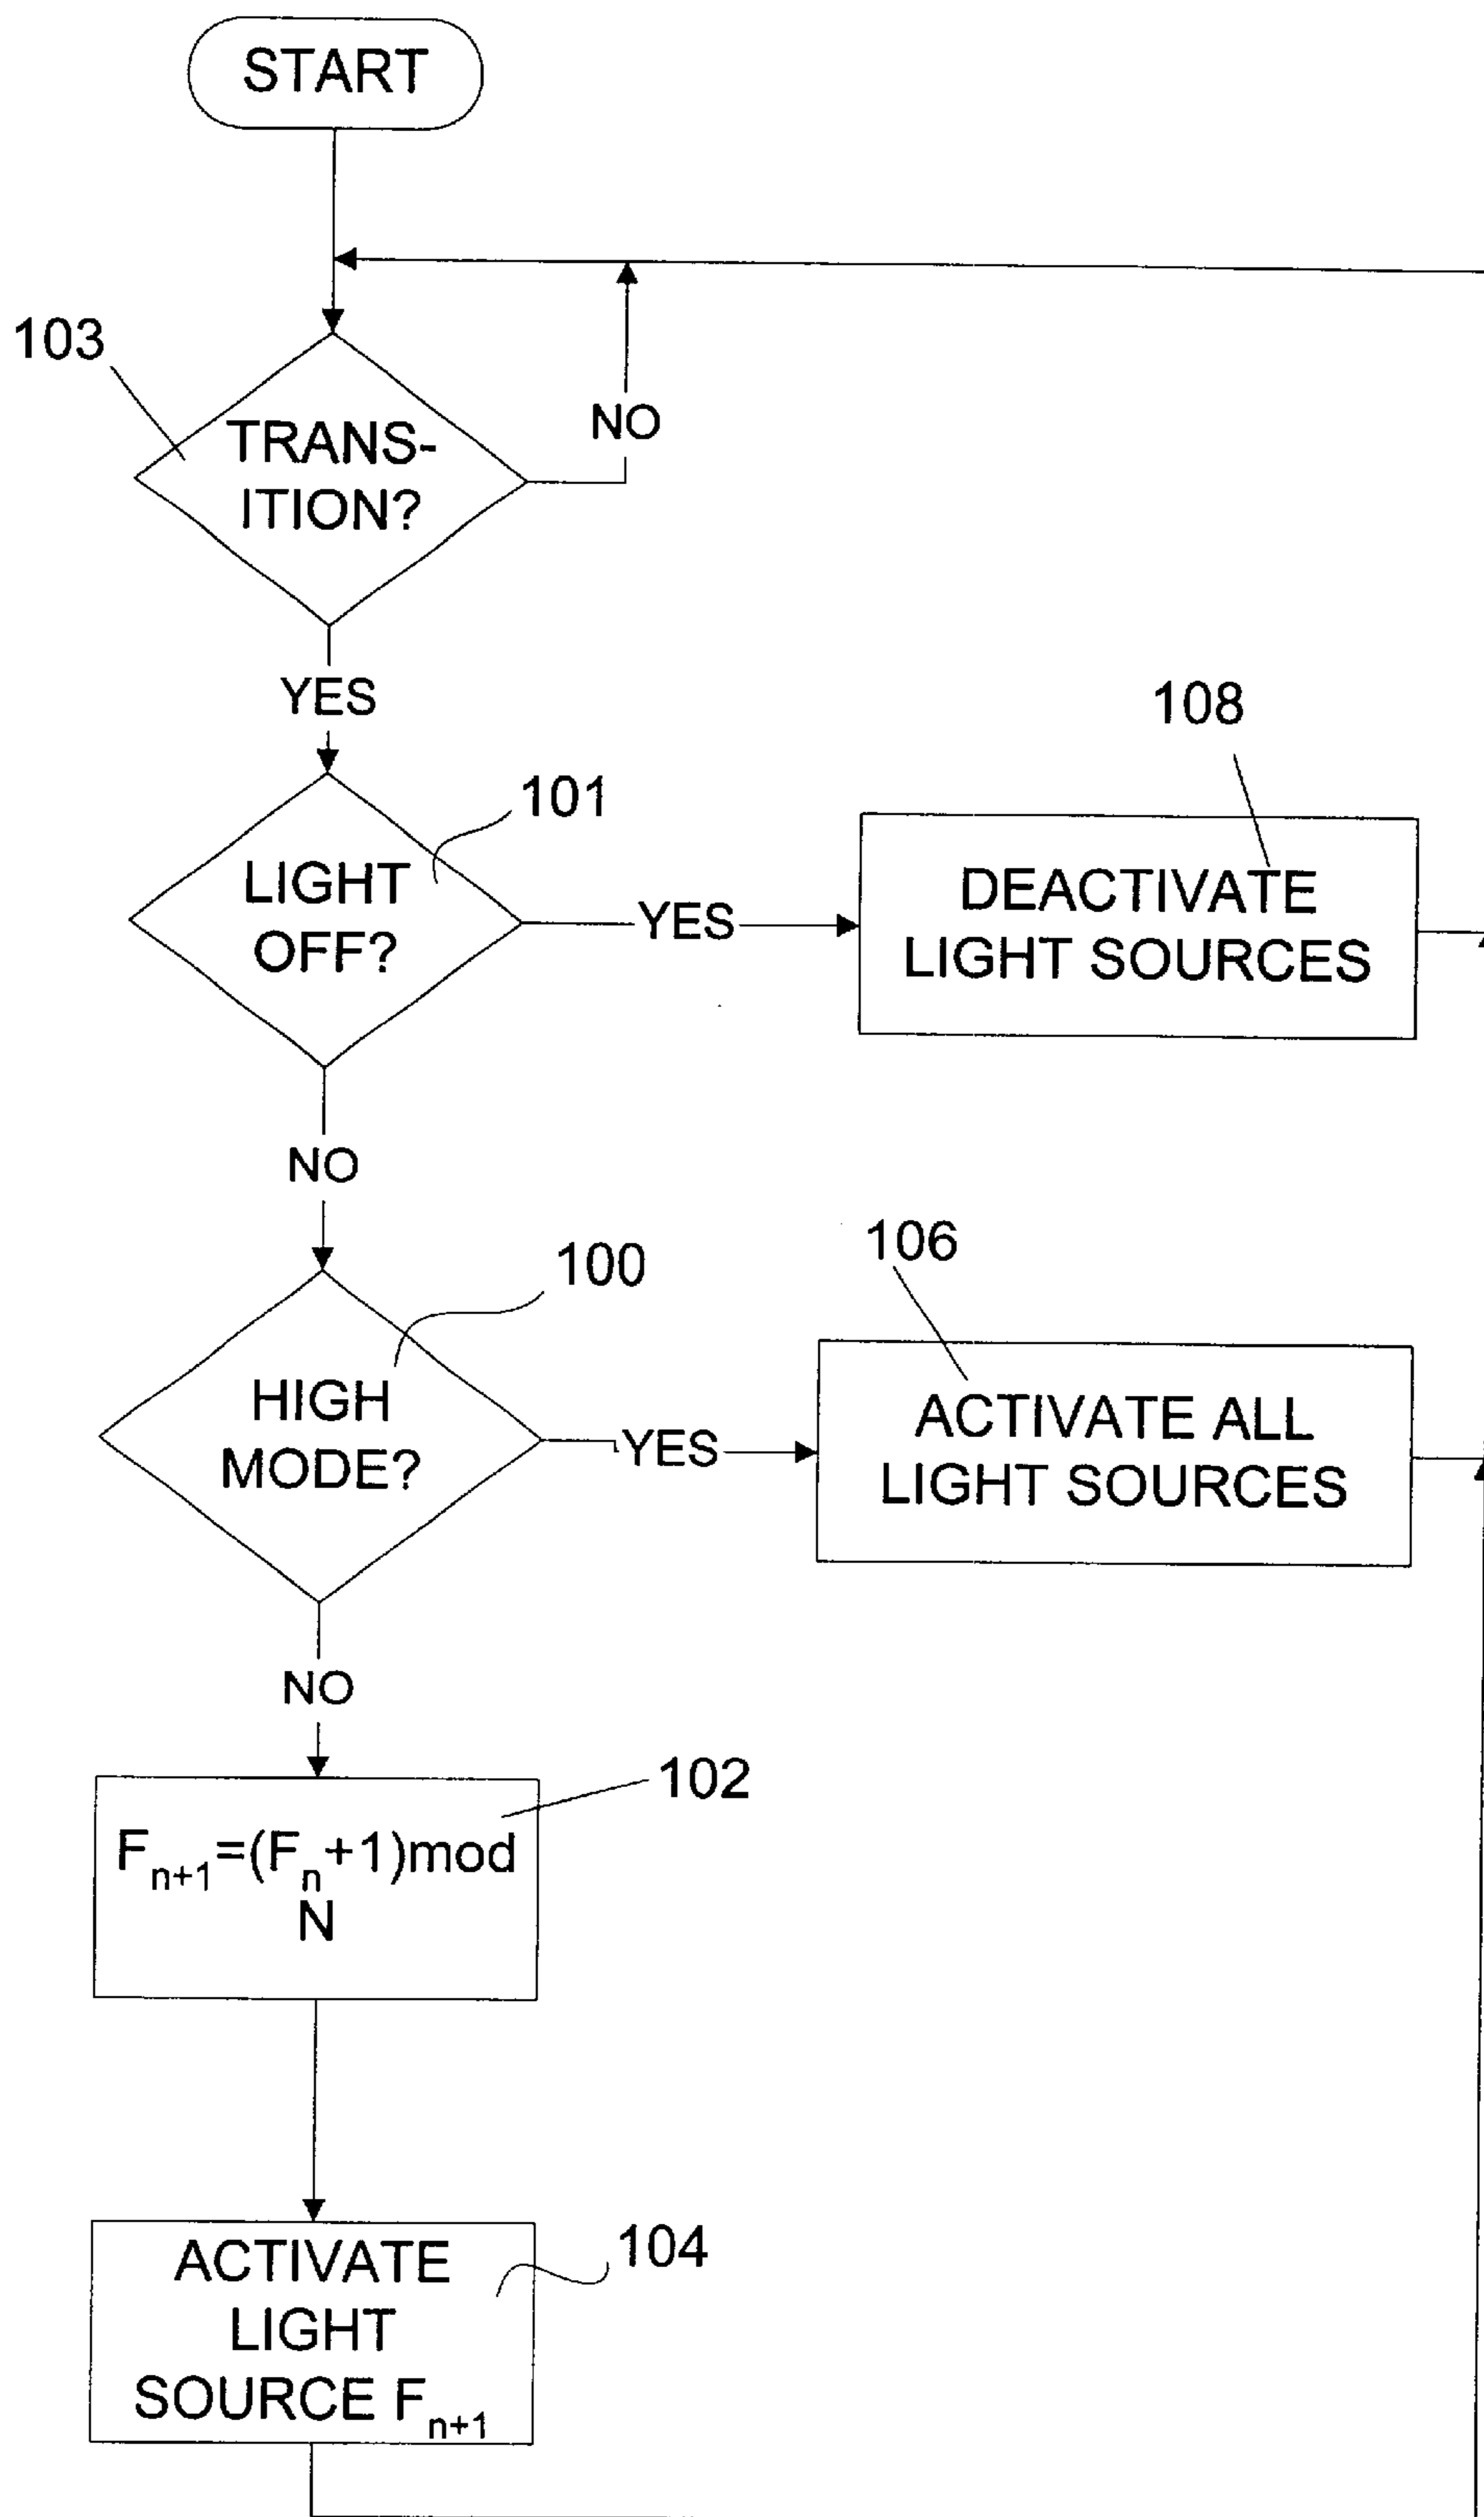 START
103
TRANS-
ITION?
NO
YES
108
101
LIGHT
OFF?
YES
DEACTIVATE
LIGHT SOURCES
NO
106
100
HIGH
MODE?
YES
ACTIVATE ALL
LIGHT SOURCES
NO
102
Fn+1=(Fn+1)mod
N
104
ACTIVATE
LIGHT
SOURCE Fn+1